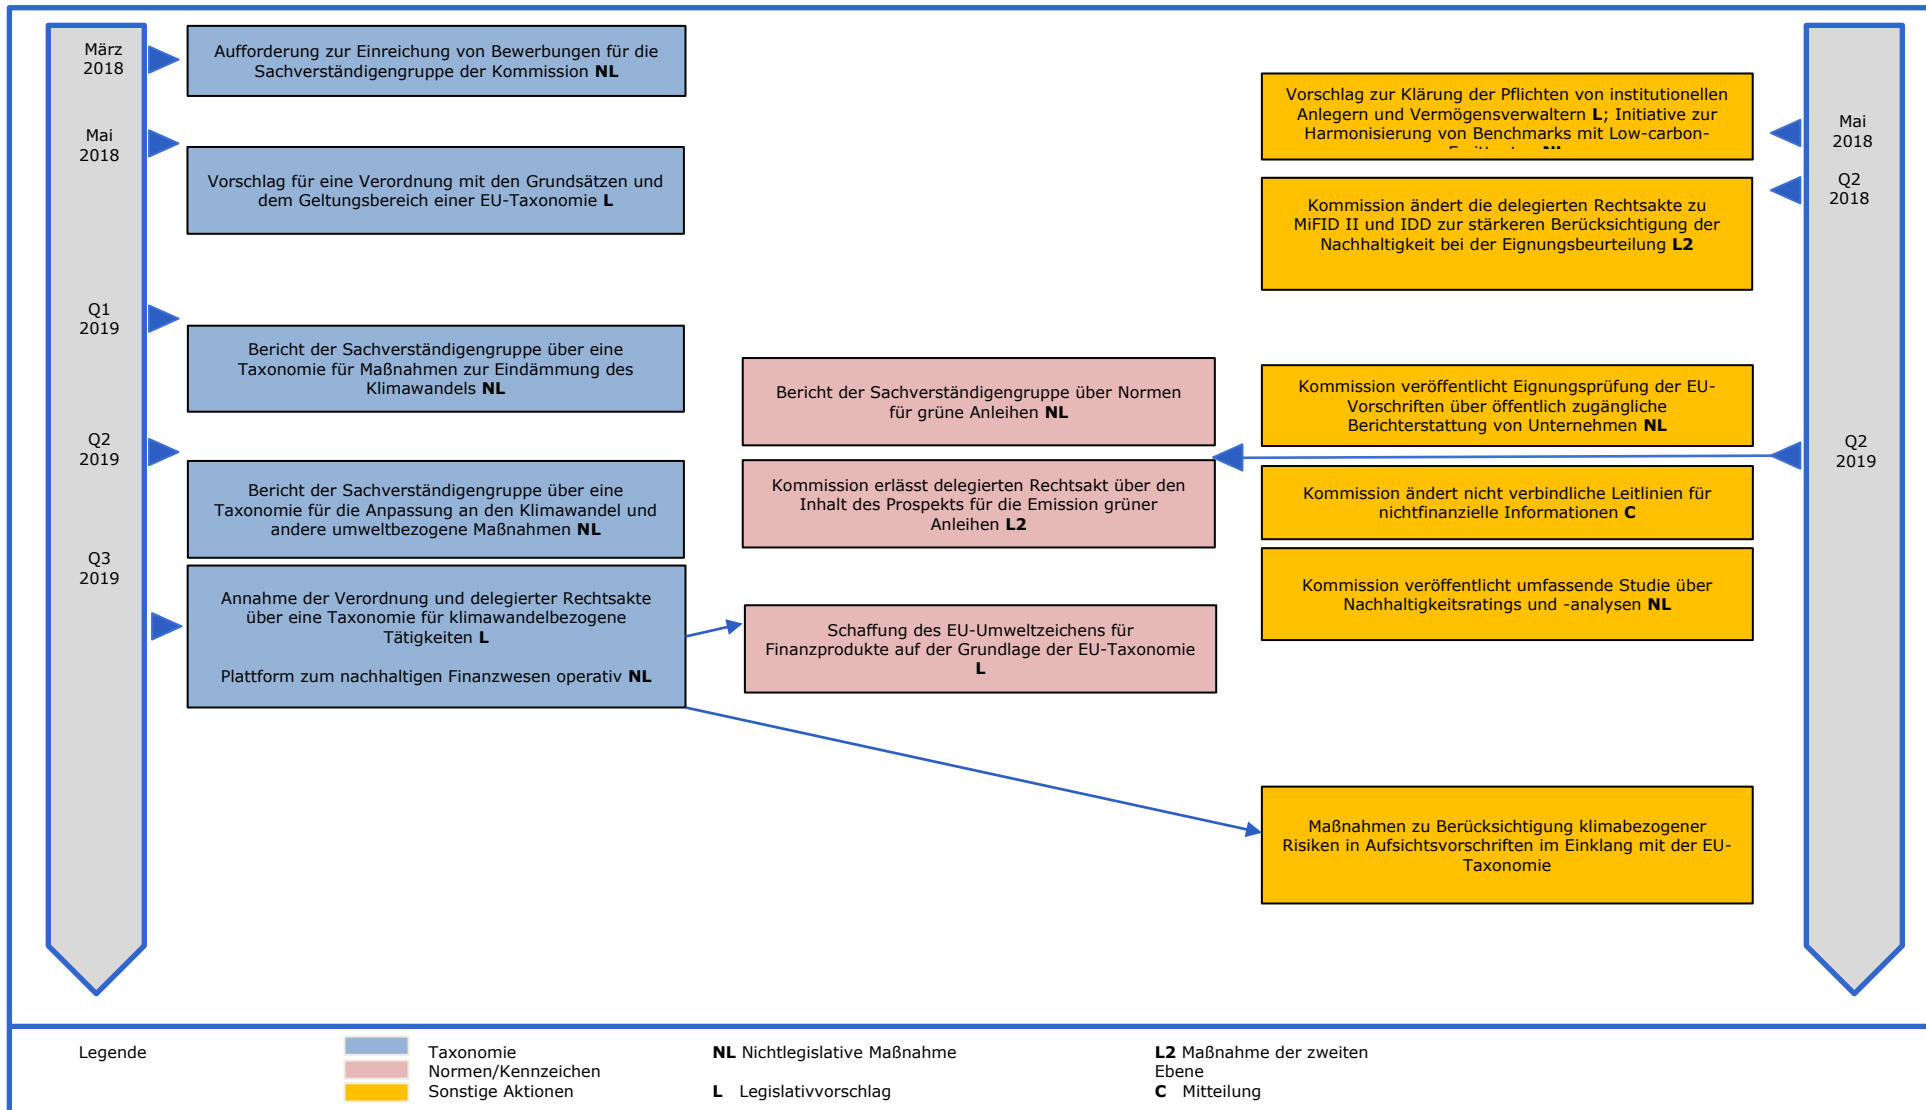 März
2018
Aufforderung zur Einreichung von Bewerbungen für die
Sachverständigengruppe der Kommission NL
Mai
2018
Vorschlag für eine Verordnung mit den Grundsätzen und
dem Geltungsbereich einer EU-Taxonomie L
Q1
2019
Bericht der Sachverständigengruppe über eine
Taxonomie für Maßnahmen zur Eindämmung des
Klimawandels NL
Q2
2019
Bericht der Sachverständigengruppe über eine
Taxonomie für die Anpassung an den Klimawandel und
andere umweltbezogene Maßnahmen NL
Q3
2019
Annahme der Verordnung und delegierter Rechtsakte
über eine Taxonomie für klimawandelbezogene
Tätigkeiten L
Plattform zum nachhaltigen Finanzwesen operativ NL
Bericht der Sachverständigengruppe über Normen
für grüne Anleihen NL
Kommission erlässt delegierten Rechtsakt über den
Inhalt des Prospekts für die Emission grüner
Anleihen L2
Schaffung des EU-Umweltzeichens für
Finanzprodukte auf der Grundlage der EU-Taxonomie
L
Vorschlag zur Klärung der Pflichten von institutionellen
Anlegern und Vermögensverwaltern L; Initiative zur
Harmonisierung von Benchmarks mit Low-carbon-
Mai
2018
Q2
2018
Kommission ändert die delegierten Rechtsakte zu
MiFID II und IDD zur stärkeren Berücksichtigung der
Nachhaltigkeit bei der Eignungsbeurteilung L2
Kommission veröffentlicht Eignungsprüfung der EU-
Vorschriften über öffentlich zugängliche
Berichterstattung von Unternehmen NL
Q2
2019
Kommission ändert nicht verbindliche Leitlinien für
nichtfinanzielle Informationen C
Kommission veröffentlicht umfassende Studie über
Nachhaltigkeitsratings und -analysen NL
Maßnahmen zu Berücksichtigung klimabezogener
Risiken in Aufsichtsvorschriften im Einklang mit der EU-
Taxonomie
Legende
Taxonomie
Normen/Kennzeichen
Sonstige Aktionen
NL Nichtlegislative Maßnahme
L Legislativvorschlag
L2 Maßnahme der zweiten
Ebene
C Mitteilung